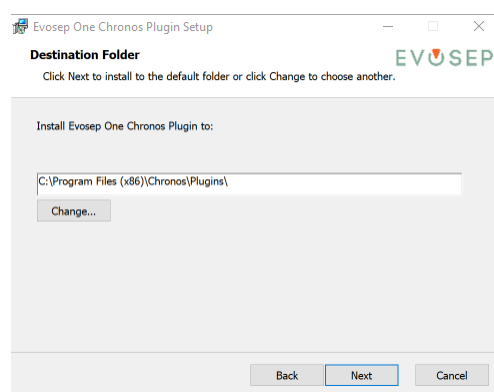 Evosep One Chronos Plugin Setup
Destination Folder
EVOSEP
Click Next to install to the default folder or click Change to choose another.
Install Evosep One Chronos Plugin to:
C:\Program Files (x86)\Chronos\Plugins\
Change...
Back Next Cancel